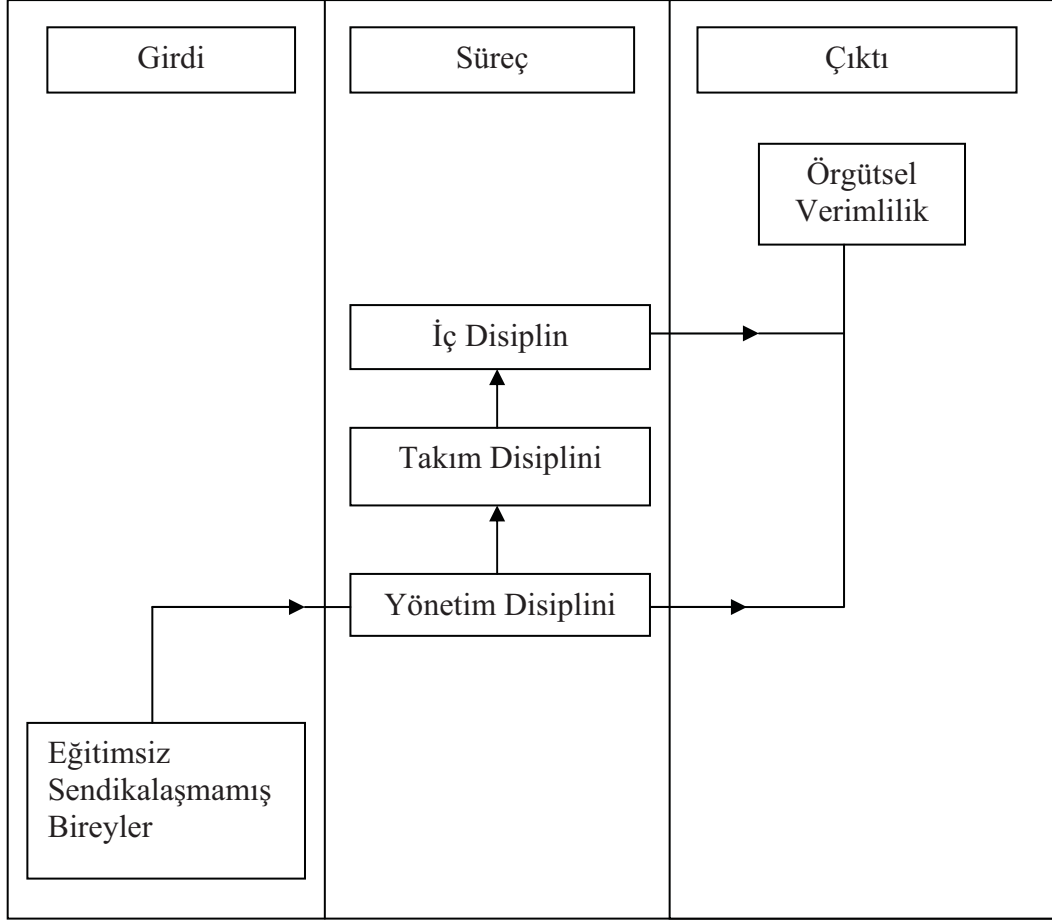 Girdi
Süreç
Çıktı
Örgütsel
Verimlilik
İç Disiplin
Takım Disiplini
Yönetim Disiplini
Eğitimsiz
Sendikalaşmamış
Bireyler